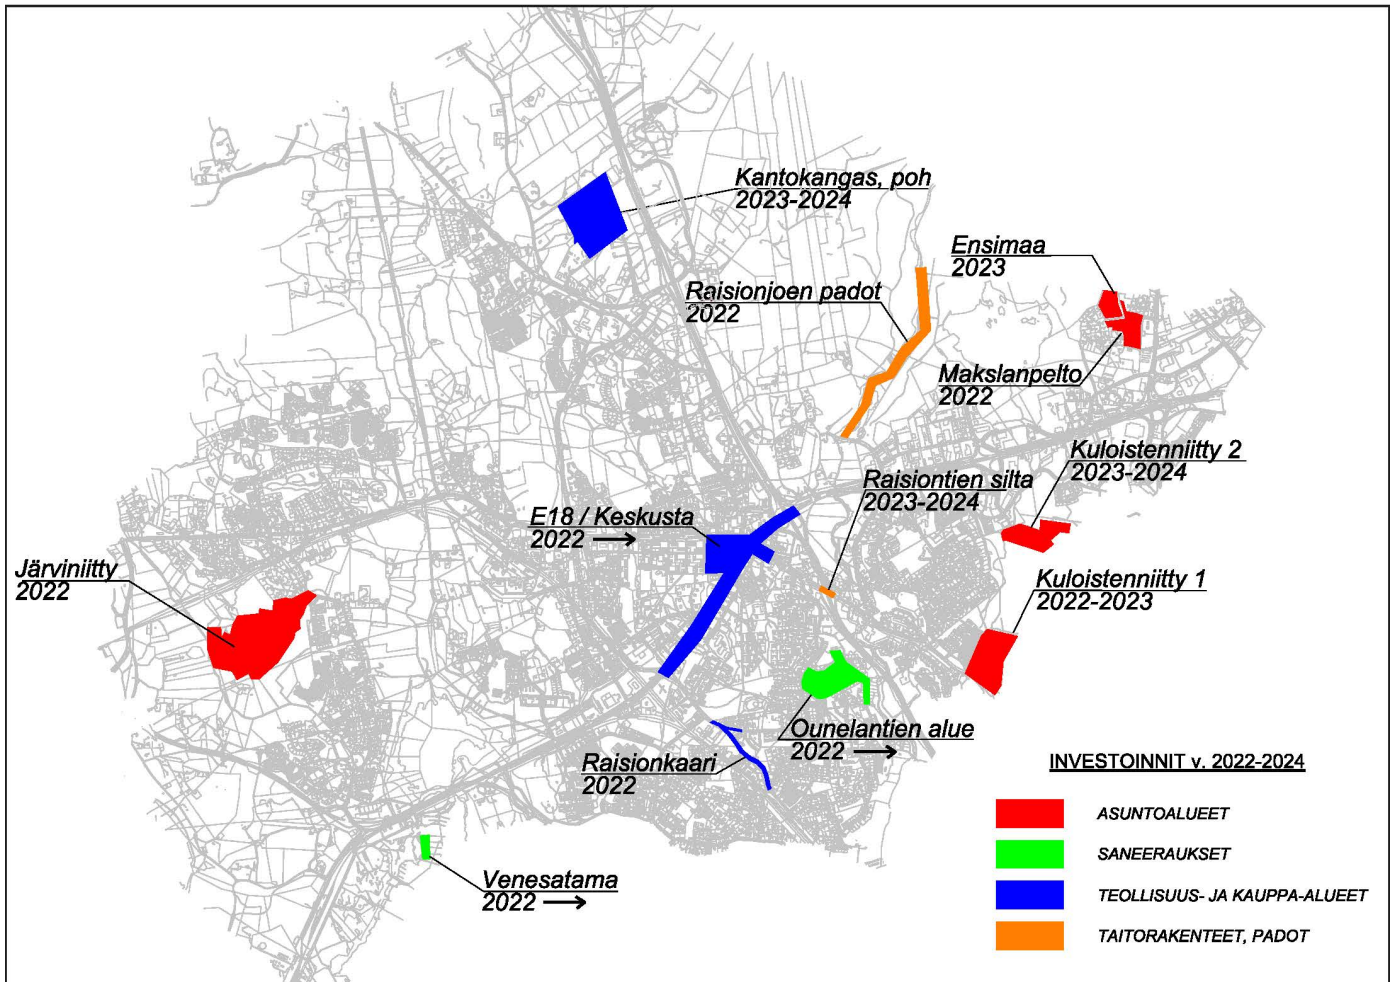 Kantokangas, poh
2023-2024
Ensimaa
2023
Raisionjoen padot
2022
Makslanpelto
2022
Kuloistenniitty 2
2023-2024
Raisiontien silta
2023-2024
E18 / Keskusta
2022 →
Järviniitty
2022
Kuloistenniitty 1
2022-2023
Ounelantien alue
2022 →
Raisionkaari
2022
Venesatama
2022 →
INVESTOINNIT v. 2022-2024
ASUNTOALUEET
SANEERAUKSET
TEOLLISUUS- JA KAUPPA-ALUEET
TAITORAKENTEET, PADOT